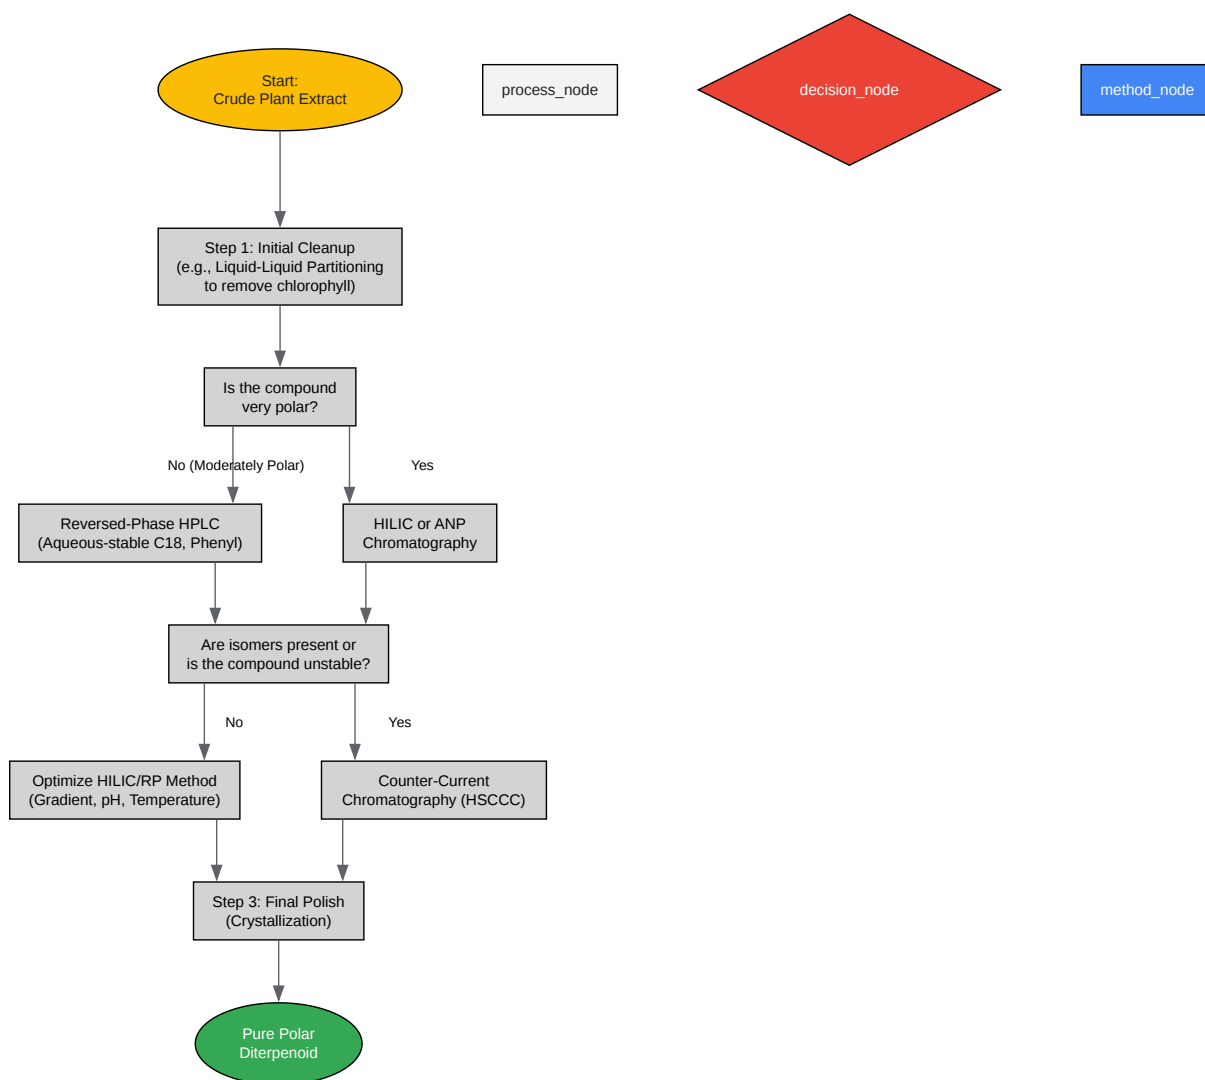 Start:
Crude Plant Extract
process_node
decision_node
method_node
Step 1: Initial Cleanup
(e.g., Liquid-Liquid Partitioning
to remove chlorophyll)
Is the compound
very polar?
No (Moderately Polar)
Yes
Reversed-Phase HPLC
(Aqueous-stable C18, Phenyl)
HILIC or ANP
Chromatography
Are isomers present or
is the compound unstable?
No
Yes
Optimize HILIC/RP Method
(Gradient, pH, Temperature)
Counter-Current
Chromatography (HSCCC)
Step 3: Final Polish
(Crystallization)
Pure Polar
Diterpenoid